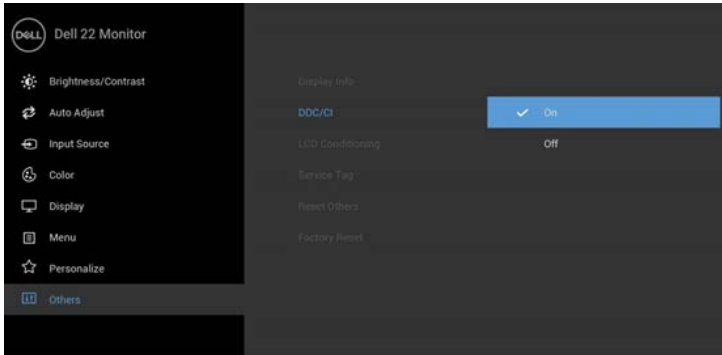 DELL Dell 22 Monitor
Brightness/Contrast
Auto Adjust
Input Source
Color
Display
Menu
Personalize
Others
Display Info
DDC/CI
LCD Conditioning
Service Tag
Reset Others
Factory Reset
On
Off